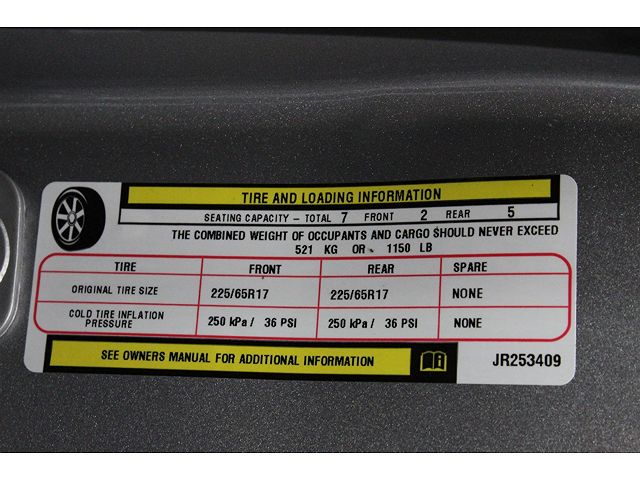 TIRE AND LOADING INFORMATION
SEATING CAPACITY – TOTAL 7 FRONT 2 REAR 5
THE COMBINED WEIGHT OF OCCUPANTS AND CARGO SHOULD NEVER EXCEED
521 KG OR 1150 LB
TIRE FRONT REAR SPARE
ORIGINAL TIRE SIZE 225/65R17 225/65R17 NONE
COLD TIRE INFLATION
PRESSURE 250 kPa / 36 PSI 250 kPa / 36 PSI NONE
SEE OWNERS MANUAL FOR ADDITIONAL INFORMATION JR253409